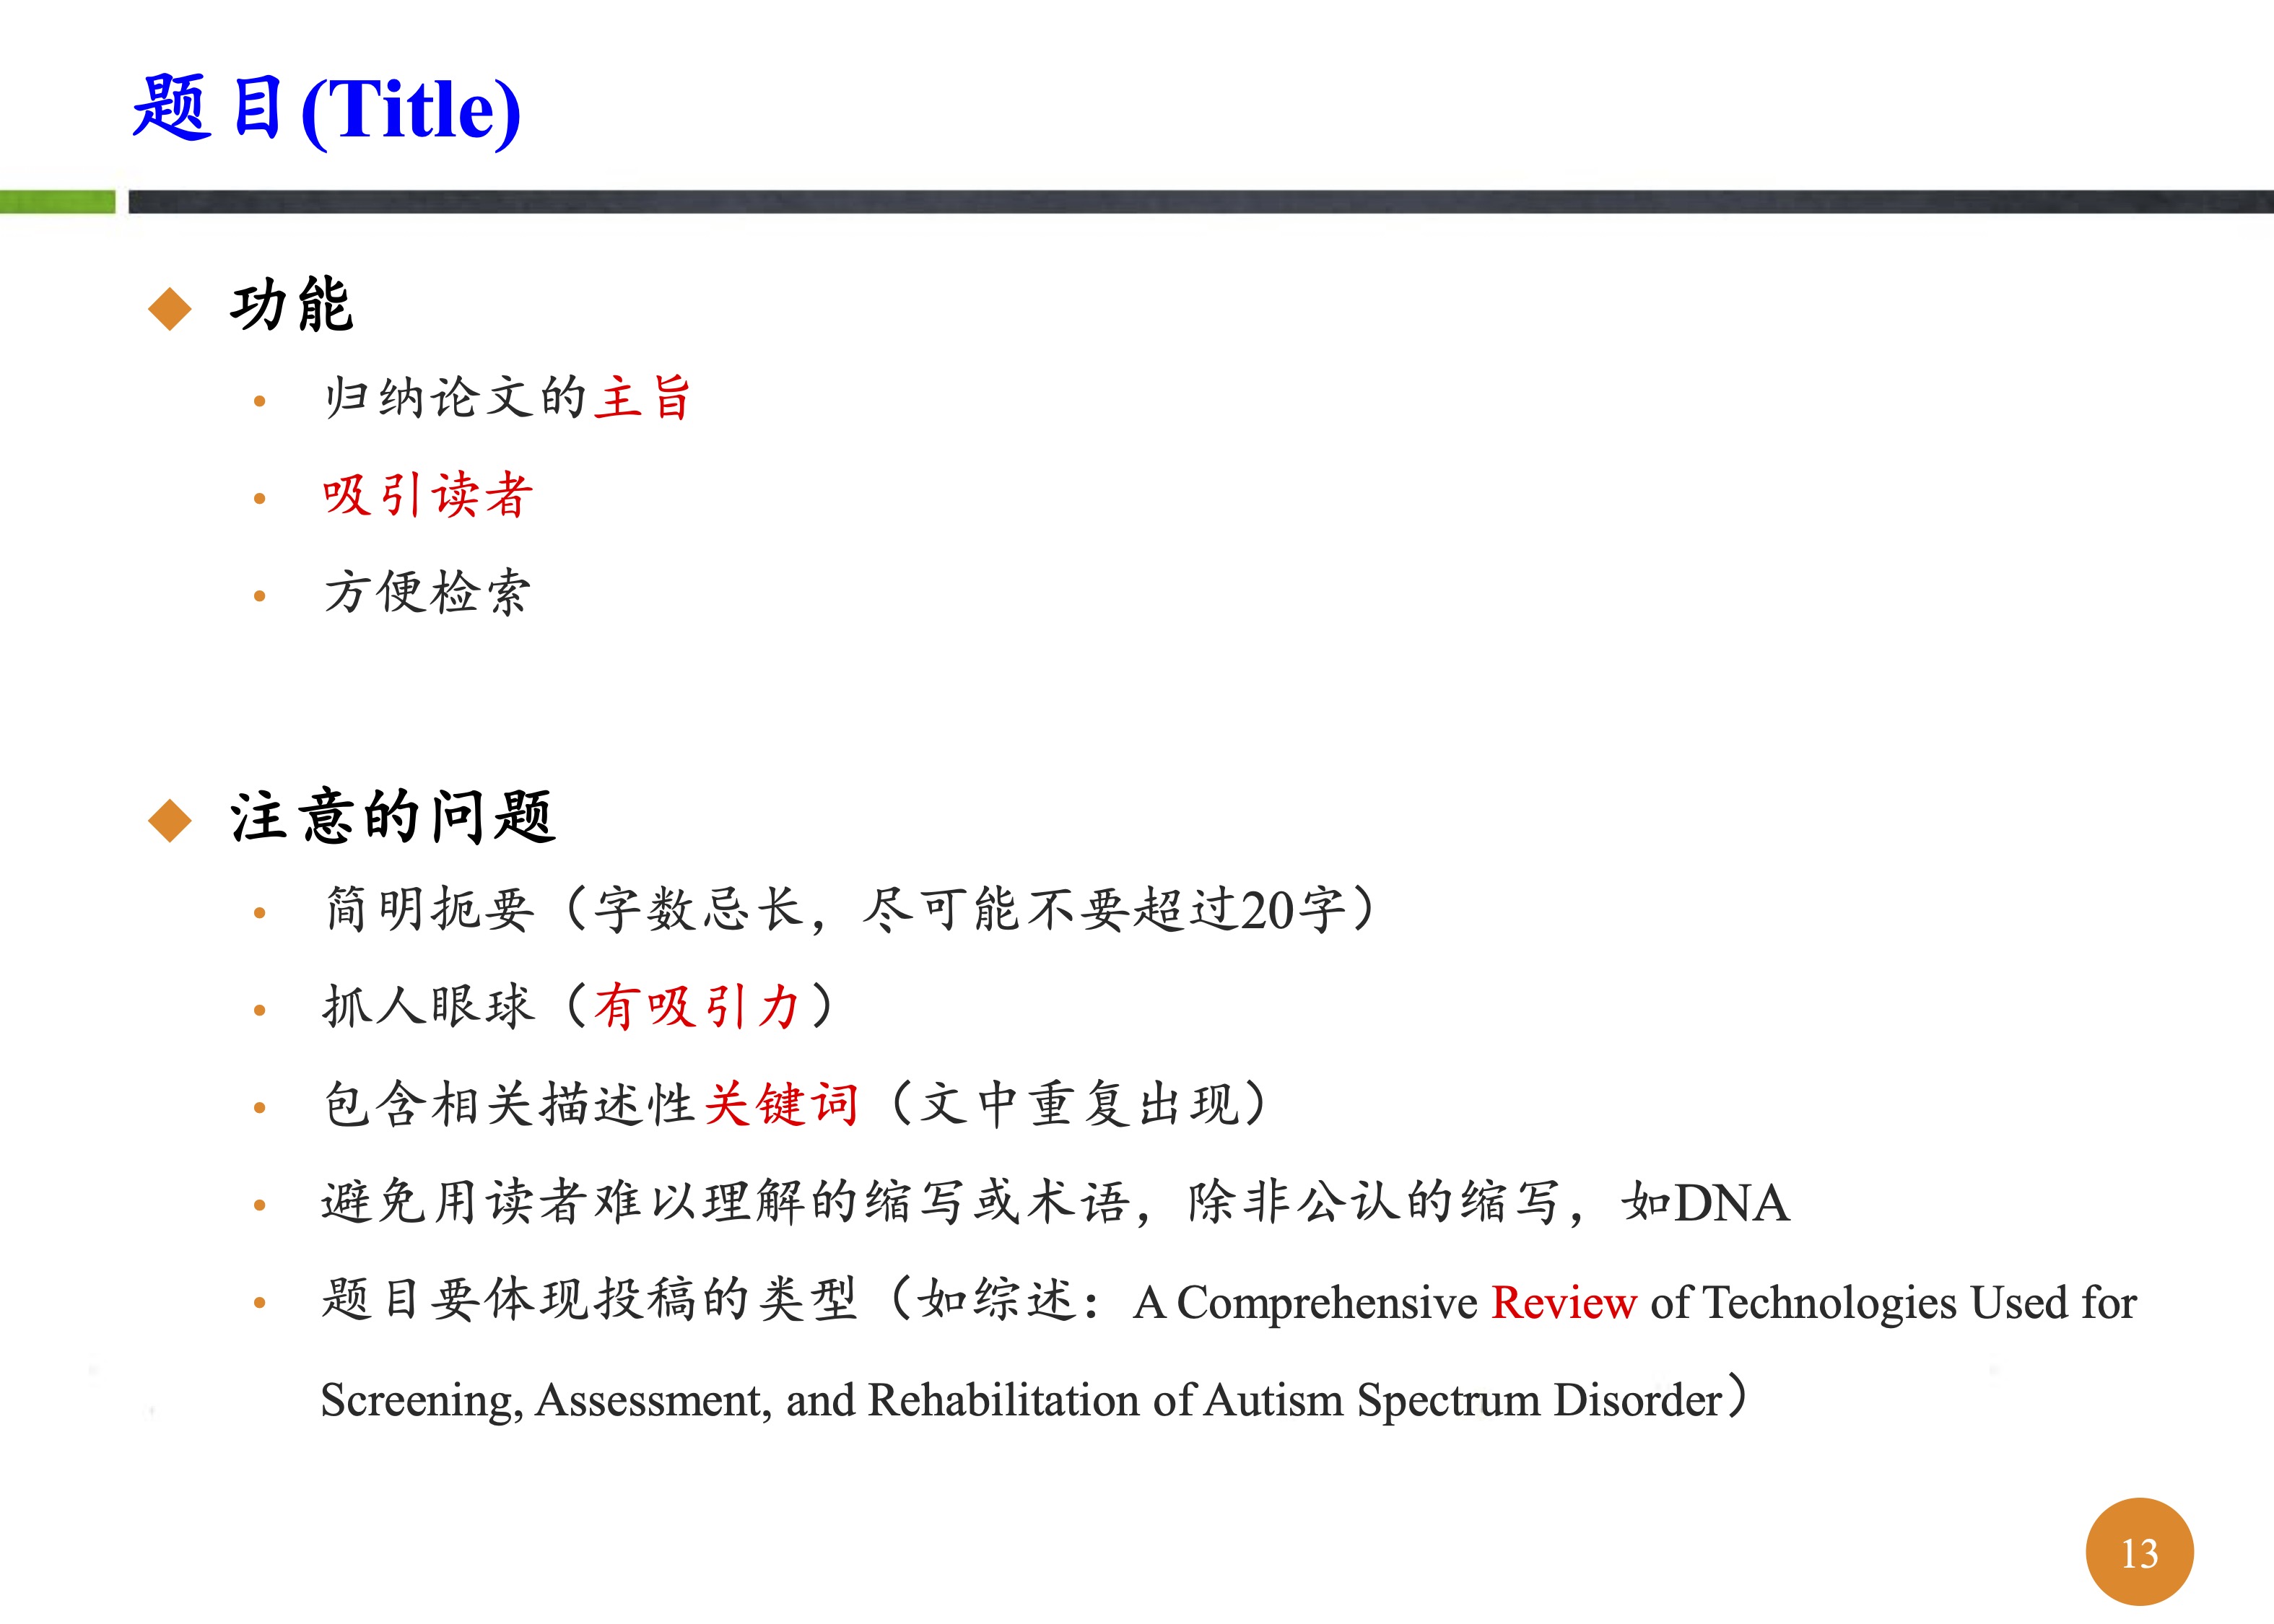 题目(Title)
功能
归纳论文的主旨
吸引读者
方便检索
注意的问题
简明扼要（字数忌长，尽可能不要超过20字）
抓人眼球（有吸引力）
包含相关描述性关键词（文中重复出现）
避免用读者难以理解的缩写或术语，除非公认的缩写，如DNA
题目要体现投稿的类型（如综述：A Comprehensive Review of Technologies Used for
Screening, Assessment, and Rehabilitation of Autism Spectrum Disorder）
13